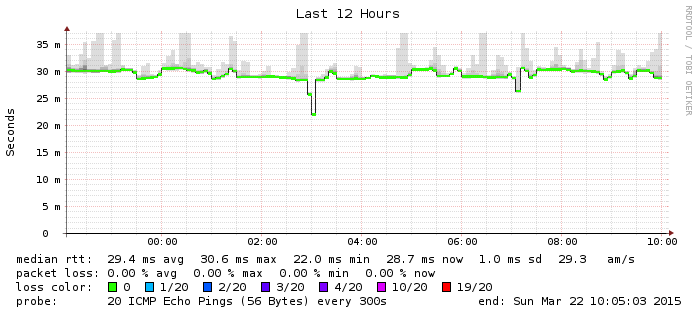 Last 12 Hours
RRDTOOL / TOBI OETIKER
Seconds
35 m
30 m
25 m
20 m
15 m
10 m
5 m
0
00:00 02:00 04:00 06:00 08:00 10:00
median rtt: 29.4 ms avg 30.6 ms max 22.0 ms min 28.7 ms now 1.0 ms sd 29.3 am/s
packet loss: 0.00 % avg 0.00 % max 0.00 % min 0.00 % now
loss color: 0 1/20 2/20 3/20 4/20 10/20 19/20
probe: 20 ICMP Echo Pings (56 Bytes) every 300s end: Sun Mar 22 10:05:03 2015